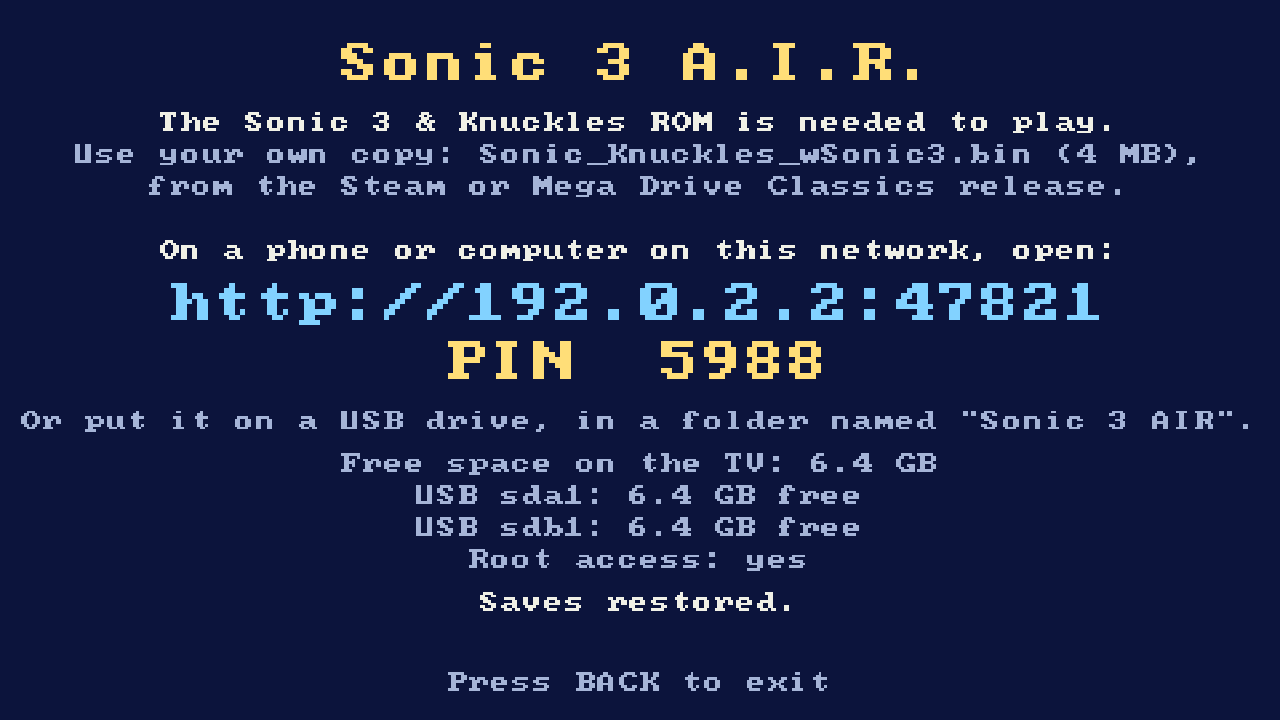 Sonic 3 A.I.R.
The Sonic 3 & Knuckles ROM is needed to play.
Use your own copy: Sonic_Knuckles_wSonic3.bin (4 MB),
from the Steam or Mega Drive Classics release.
On a phone or computer on this network, open:
http://192.0.2.2:47821
PIN 5988
Or put it on a USB drive, in a folder named "Sonic 3 AIR".
Free space on the TV: 6.4 GB
USB sda1: 6.4 GB free
USB sdb1: 6.4 GB free
Root access: yes
Saves restored.
Press BACK to exit